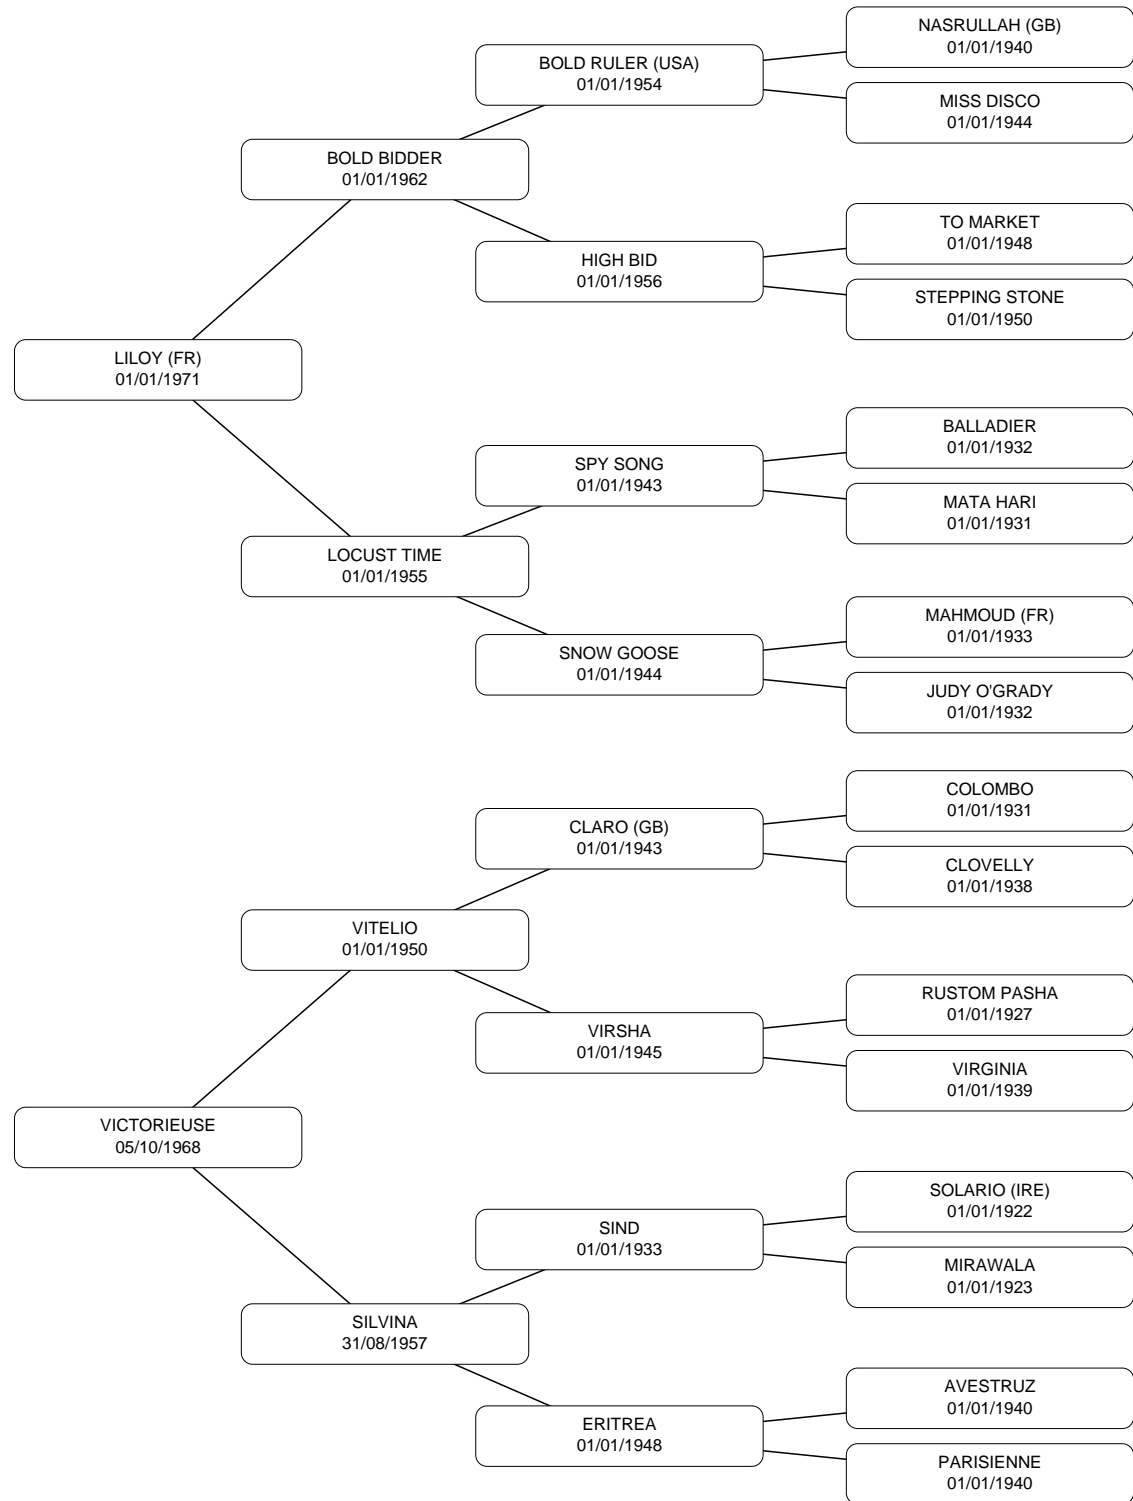 NASRULLAH (GB)
01/01/1940
BOLD RULER (USA)
01/01/1954
MISS DISCO
01/01/1944
BOLD BIDDER
01/01/1962
TO MARKET
01/01/1948
HIGH BID
01/01/1956
STEPPING STONE
01/01/1950
LILOY (FR)
01/01/1971
BALLADIER
01/01/1932
SPY SONG
01/01/1943
MATA HARI
01/01/1931
LOCUST TIME
01/01/1955
MAHMOUD (FR)
01/01/1933
SNOW GOOSE
01/01/1944
JUDY O'GRADY
01/01/1932
COLOMBO
01/01/1931
CLARO (GB)
01/01/1943
CLOVELLY
01/01/1938
VITELIO
01/01/1950
RUSTOM PASHA
01/01/1927
VIRSHA
01/01/1945
VIRGINIA
01/01/1939
VICTORIEUSE
05/10/1968
SOLARIO (IRE)
01/01/1922
SIND
01/01/1933
MIRAWALA
01/01/1923
SILVINA
31/08/1957
AVESTRUZ
01/01/1940
ERITREA
01/01/1948
PARISIENNE
01/01/1940